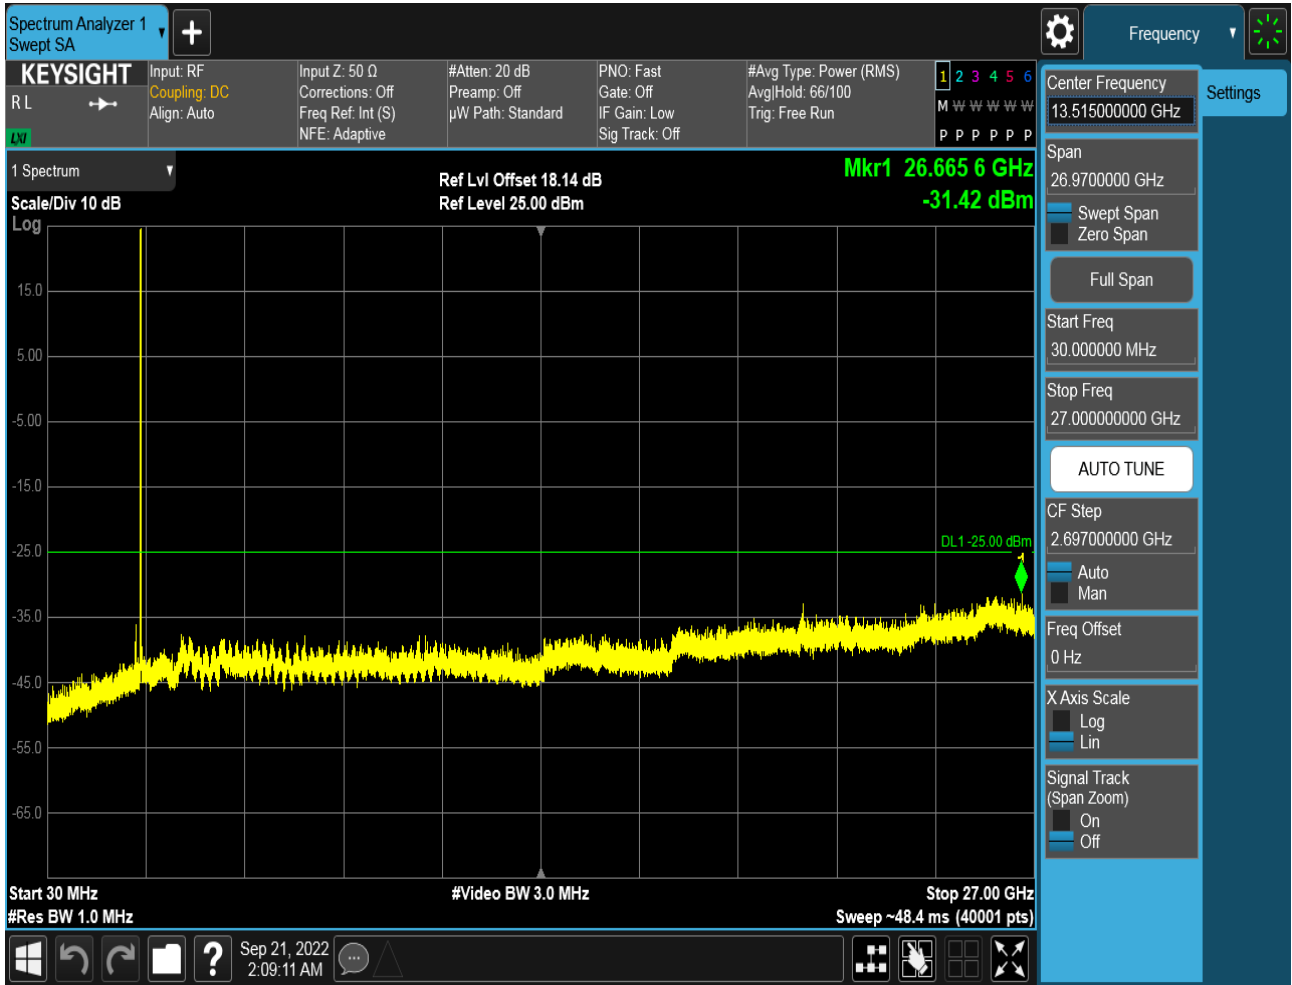 Spectrum Analyzer 1
Swept SA
Frequency
KEYSIGHT
R L
LXI
Input: RF
Coupling: DC
Align: Auto
Input Z: 50 Ω
Corrections: Off
Freq Ref: Int (S)
NFE: Adaptive
#Atten: 20 dB
Preamp: Off
µW Path: Standard
PNO: Fast
Gate: Off
IF Gain: Low
Sig Track: Off
#Avg Type: Power (RMS)
Avg|Hold: 66/100
Trig: Free Run
1 2 3 4 5 6
M W W W W W
P P P P P P
1 Spectrum
Scale/Div 10 dB
Log
Ref Lvl Offset 18.14 dB
Ref Level 25.00 dBm
Mkr1 26.665 6 GHz
-31.42 dBm
15.0
5.00
-5.00
-15.0
-25.0
-35.0
-45.0
-55.0
-65.0
DL1 -25.00 dBm
1
Start 30 MHz
#Res BW 1.0 MHz
#Video BW 3.0 MHz
Stop 27.00 GHz
Sweep ~48.4 ms (40001 pts)
Center Frequency
13.515000000 GHz
Span
26.9700000 GHz
Swept Span
Zero Span
Full Span
Start Freq
30.000000 MHz
Stop Freq
27.000000000 GHz
AUTO TUNE
CF Step
2.697000000 GHz
Auto
Man
Freq Offset
0 Hz
X Axis Scale
Log
Lin
Signal Track
(Span Zoom)
On
Off
Settings
?
Sep 21, 2022
2:09:11 AM